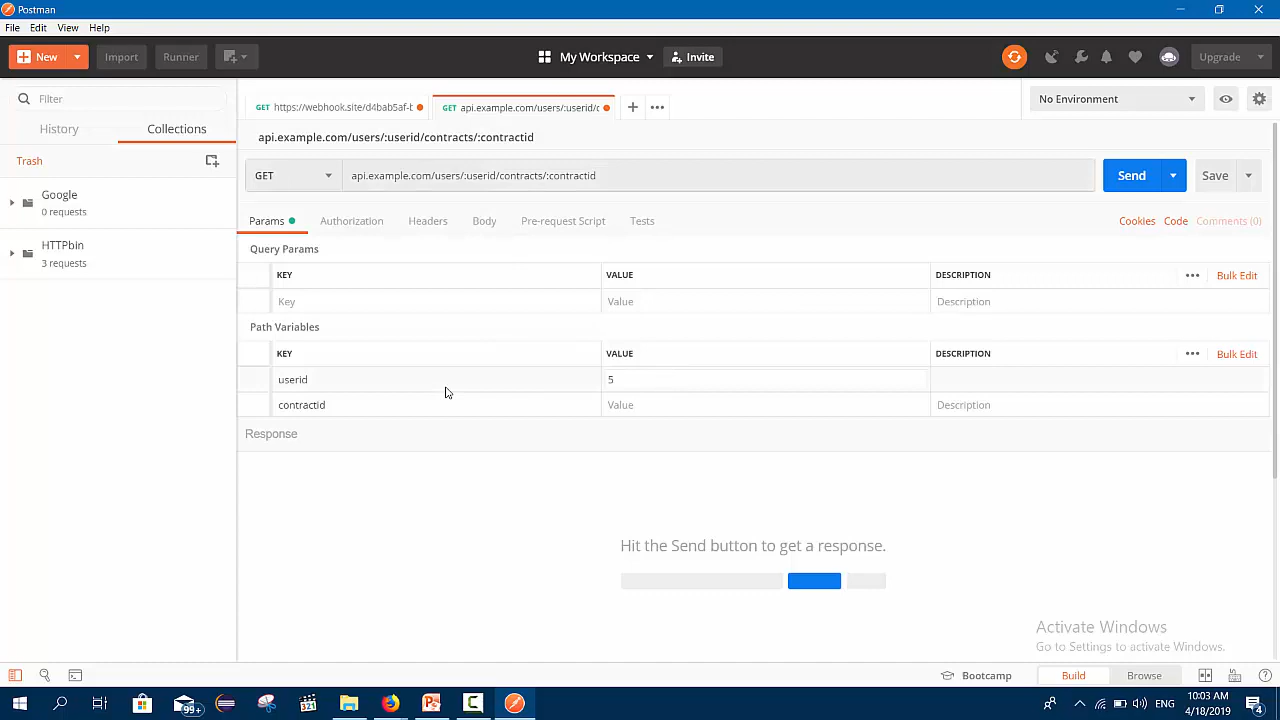 Postman
File Edit View Help
New Import Runner My Workspace Invite Upgrade
Filter
History Collections
Trash
Google
0 requests
HTTPbin
3 requests
GET https://webhook.site/d4bab5af-b GET api.example.com/users/:userid/c No Environment
api.example.com/users/:userid/contracts/:contractid
GET api.example.com/users/:userid/contracts/:contractid Send Save
Params Authorization Headers Body Pre-request Script Tests Cookies Code Comments (0)
Query Params
KEY VALUE DESCRIPTION Bulk Edit
Key Value Description
Path Variables
KEY VALUE DESCRIPTION Bulk Edit
userid 5
contractid Value Description
Response
Hit the Send button to get a response.
Activate Windows
Go to Settings to activate Windows.
Bootcamp Build Browse
99+ 321 ENG 10:03 AM
4/18/2019 4